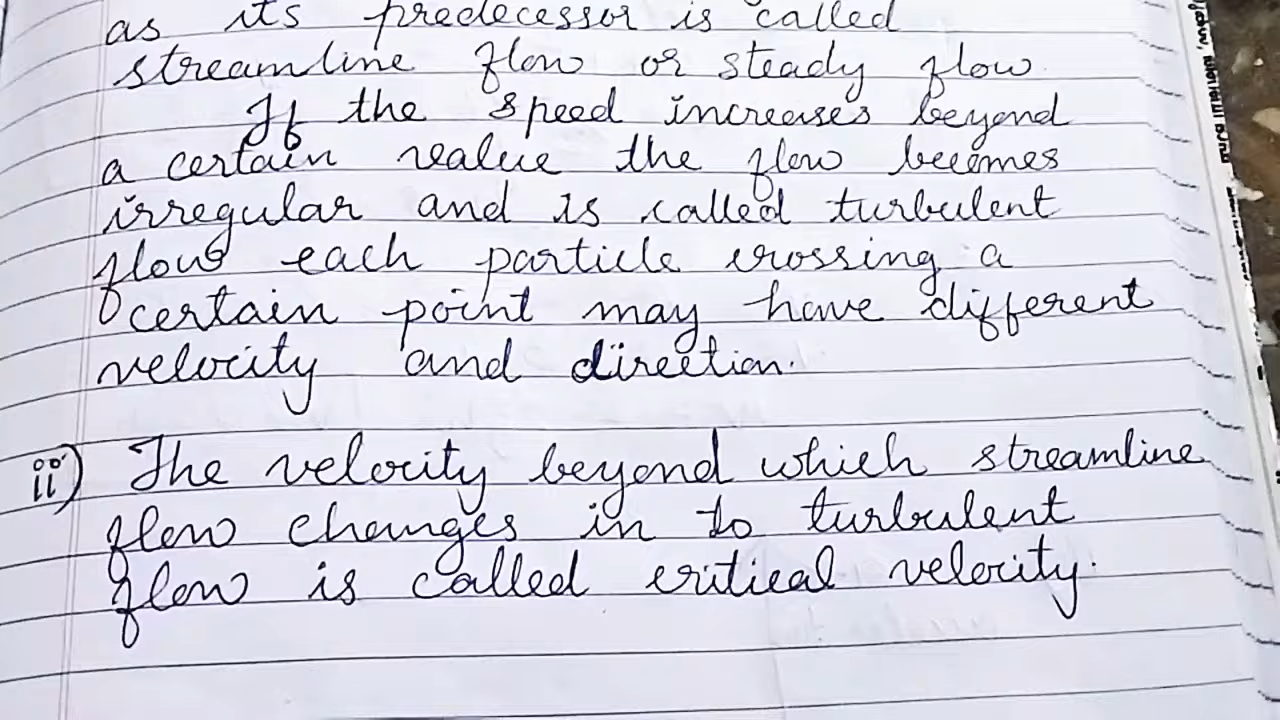 as its predecessor is called
streamline flow or steady flow.
If the speed increases beyond
a certain value the flow becomes
irregular and is called turbulent
flow each particle crossing a
certain point may have different
velocity and direction.
ii) The velocity beyond which streamline
flow changes in to turbulent
flow is called critical velocity.